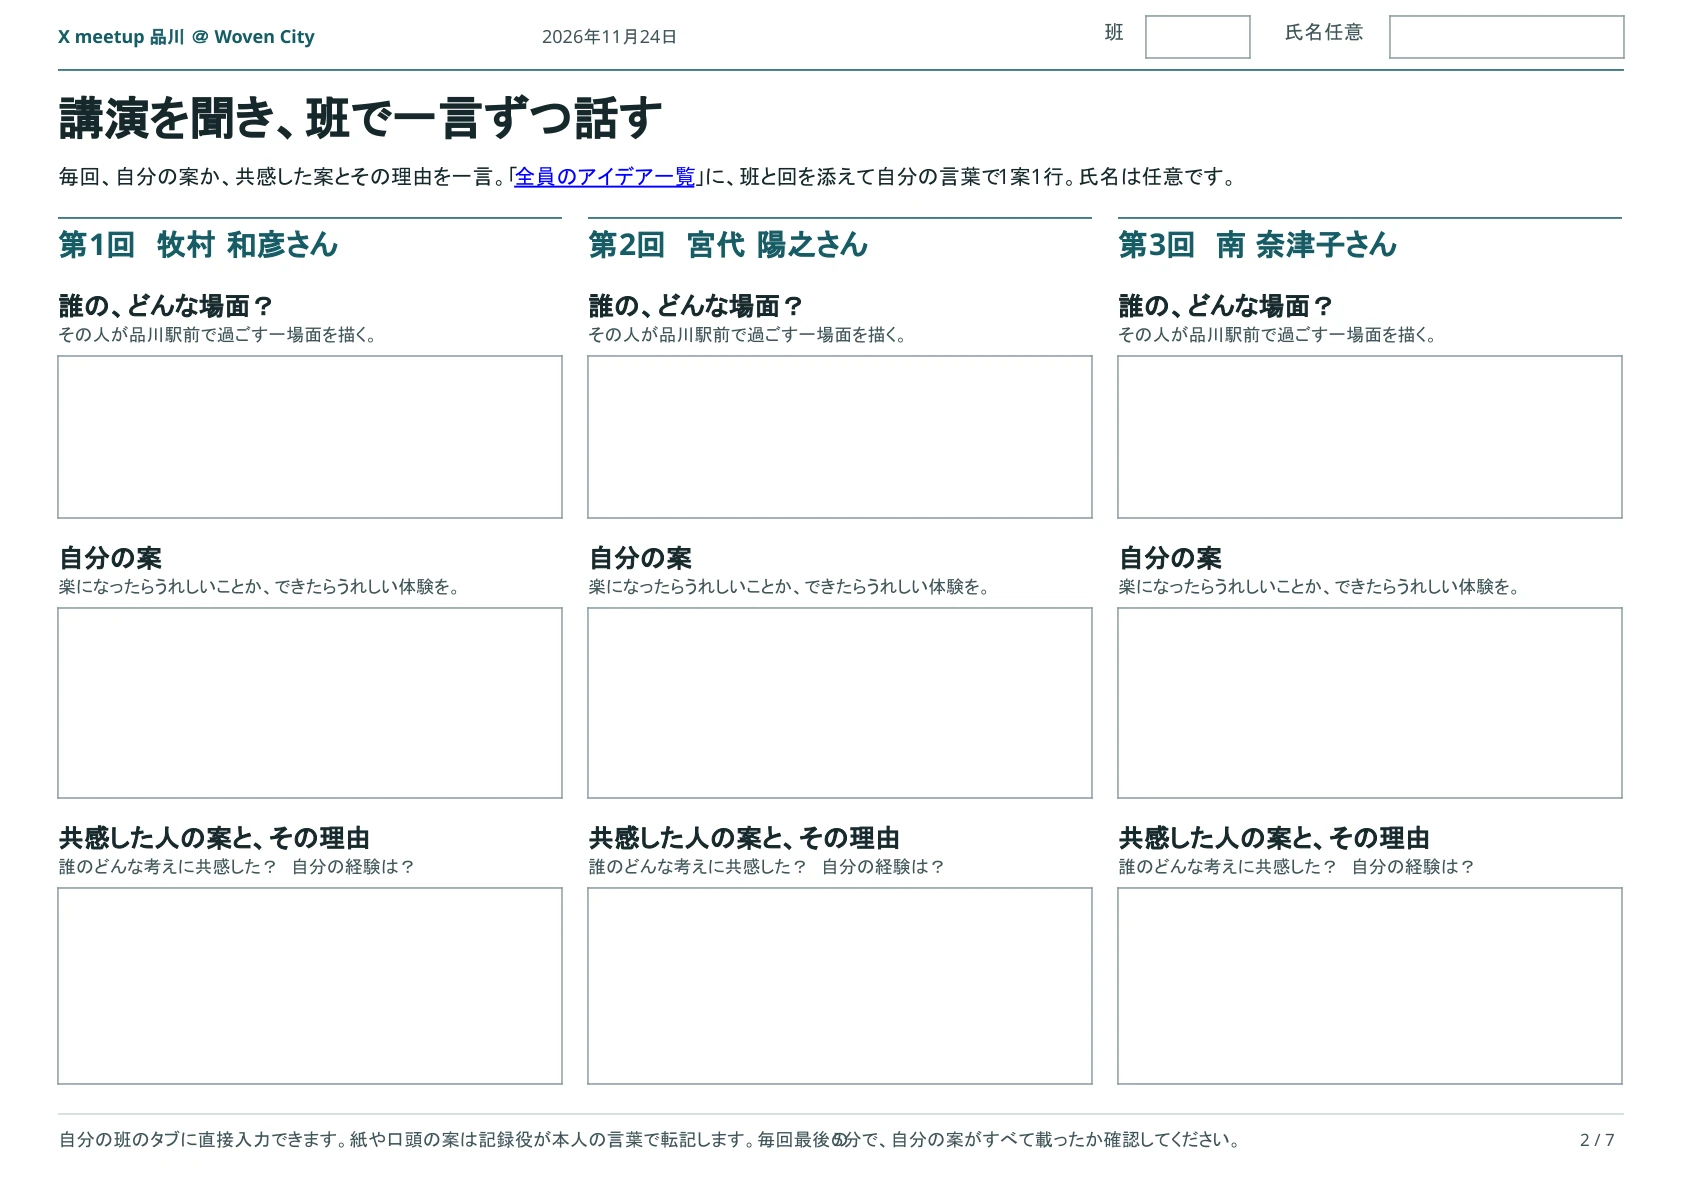 X meetup 品川 @ Woven City
2026年11月24日
班
氏名任意
講演を聞き、班で一言ずつ話す
毎回、自分の案か、共感した案とその理由を一言。「全員のアイデア一覧」に、班と回を添えて自分の言葉で1案1行。氏名は任意です。
第1回 牧村 和彦さん
誰の、どんな場面？
その人が品川駅前で過ごす一場面を描く。
自分の案
楽になったらうれしいことか、できたらうれしい体験を。
共感した人の案と、その理由
誰のどんな考えに共感した？ 自分の経験は？
第2回 宮代 陽之さん
誰の、どんな場面？
その人が品川駅前で過ごす一場面を描く。
自分の案
楽になったらうれしいことか、できたらうれしい体験を。
共感した人の案と、その理由
誰のどんな考えに共感した？ 自分の経験は？
第3回 南 奈津子さん
誰の、どんな場面？
その人が品川駅前で過ごす一場面を描く。
自分の案
楽になったらうれしいことか、できたらうれしい体験を。
共感した人の案と、その理由
誰のどんな考えに共感した？ 自分の経験は？
自分の班のタブに直接入力できます。紙や口頭の案は記録役が本人の言葉で転記します。毎回最後の分で、自分の案がすべて載ったか確認してください。
2 / 7